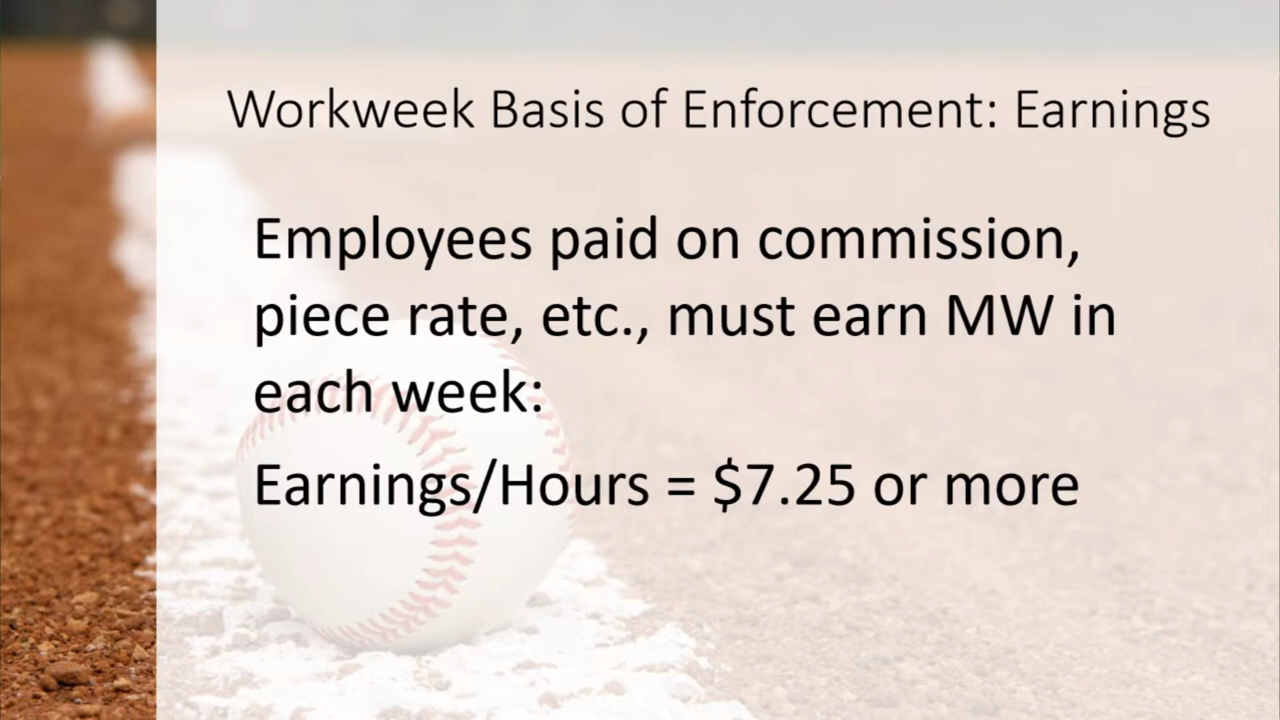 Workweek Basis of Enforcement: Earnings
Employees paid on commission,
piece rate, etc., must earn MW in
each week:
Earnings/Hours = $7.25 or more